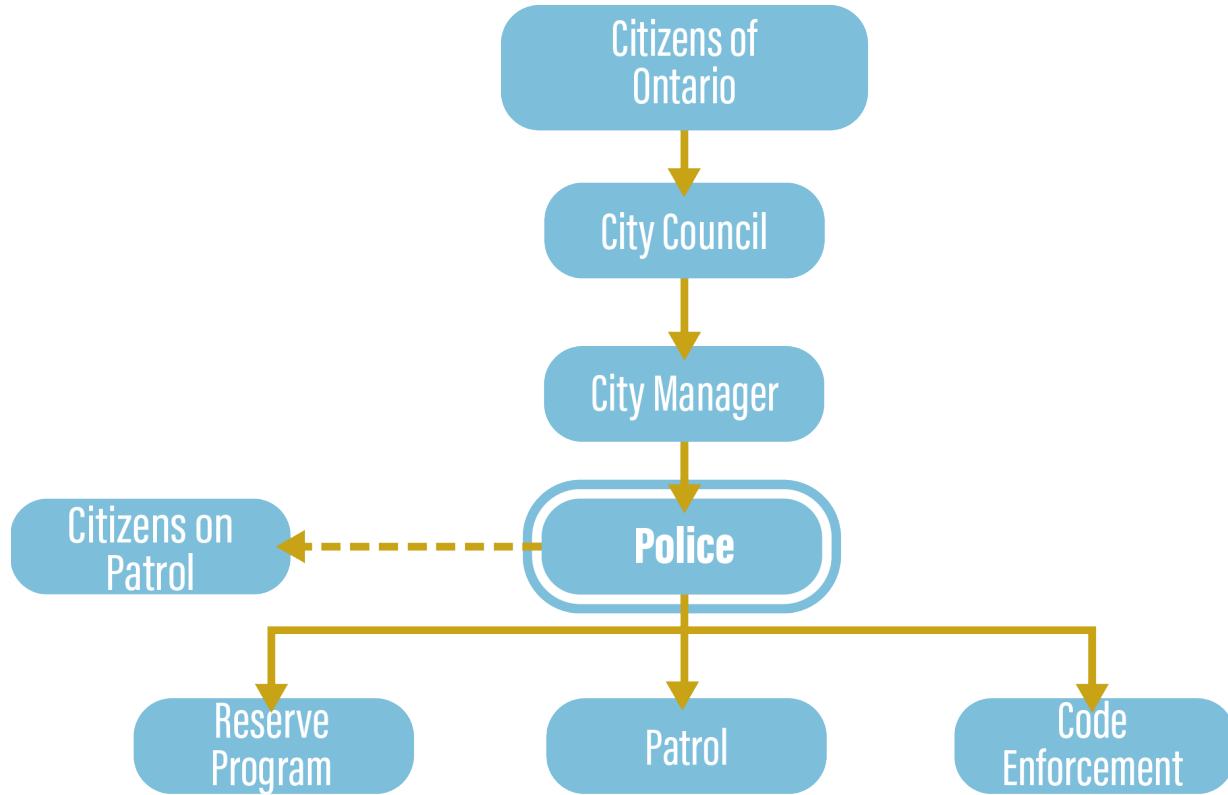 Citizens of
Ontario
City Council
City Manager
Citizens on
Patrol
Police
Reserve
Program
Patrol
Code
Enforcement